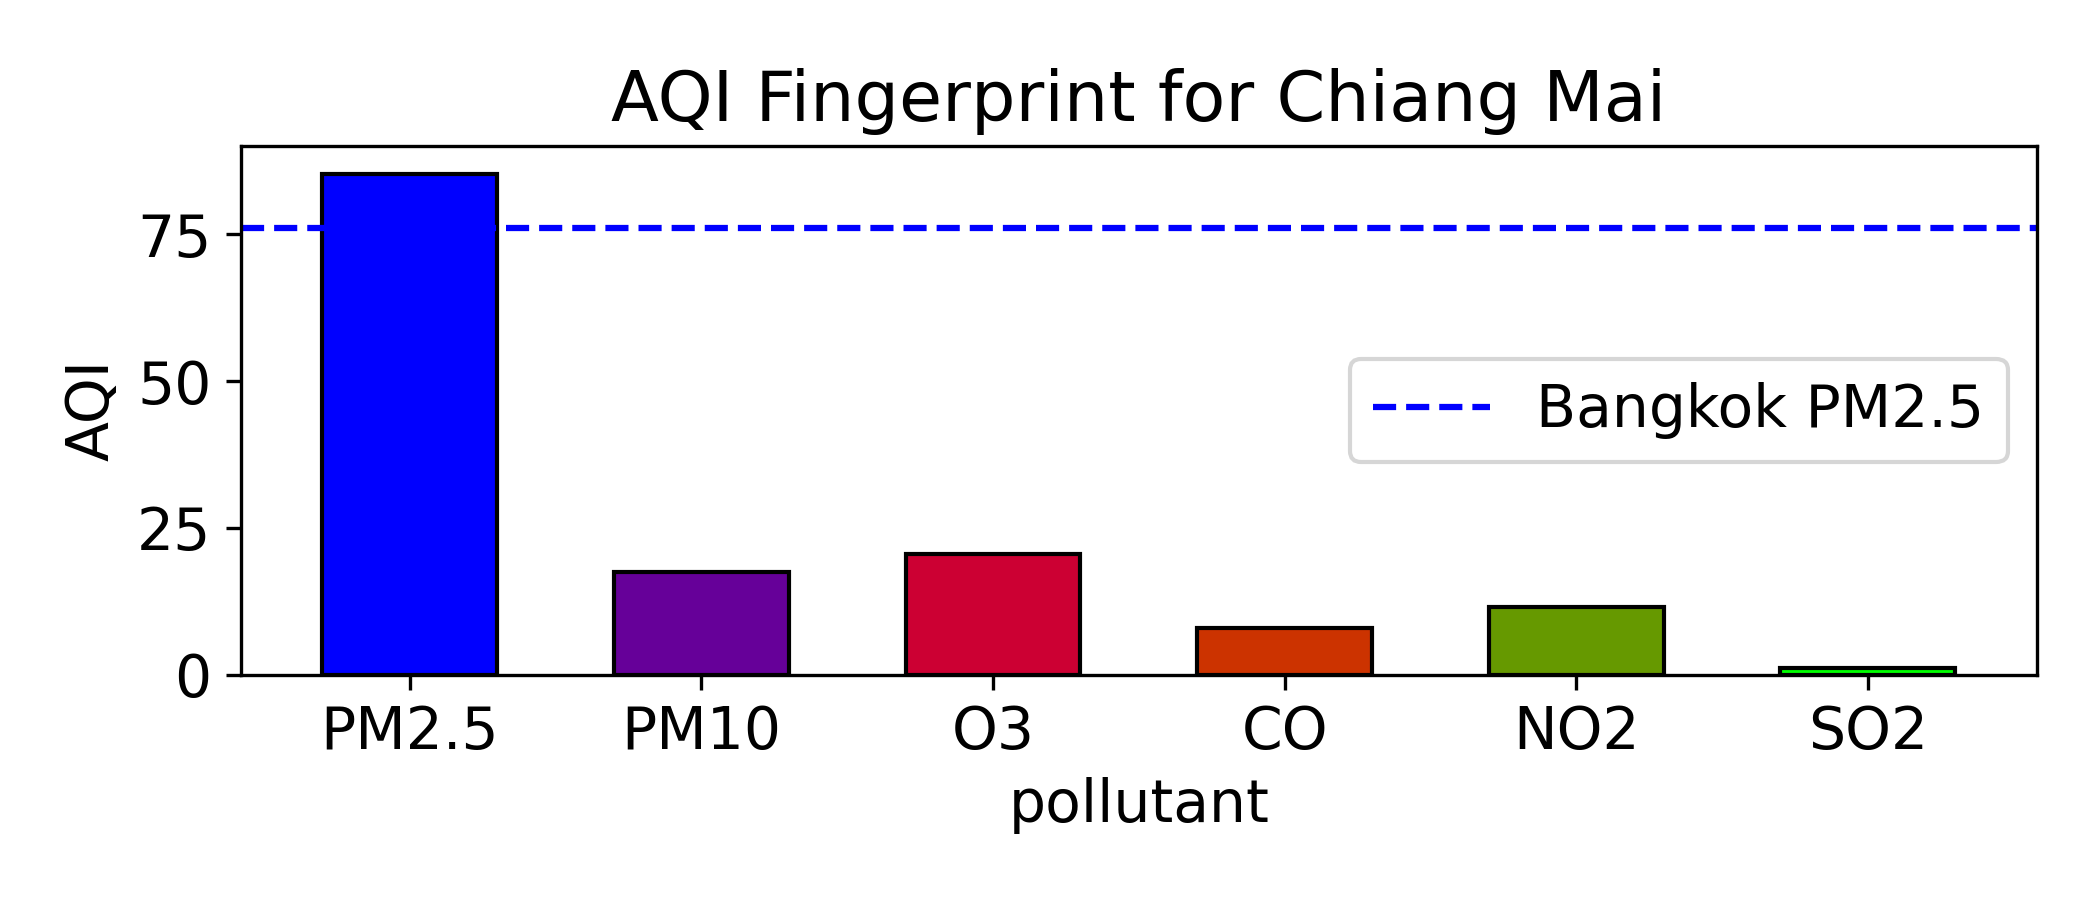 AQI Fingerprint for Chiang Mai
AQI
75
50
25
0
Bangkok PM2.5
PM2.5 PM10 O3 CO NO2 SO2
pollutant